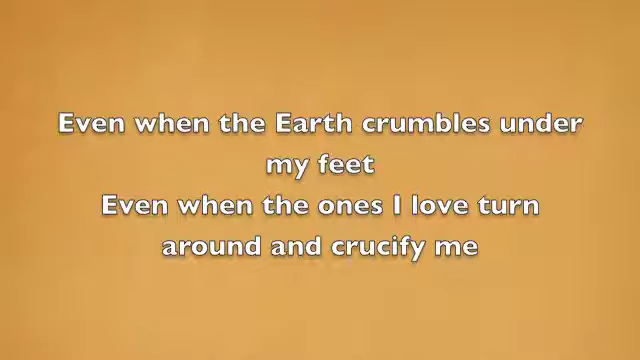 Even when the Earth crumbles under
my feet
Even when the ones I love turn
around and crucify me